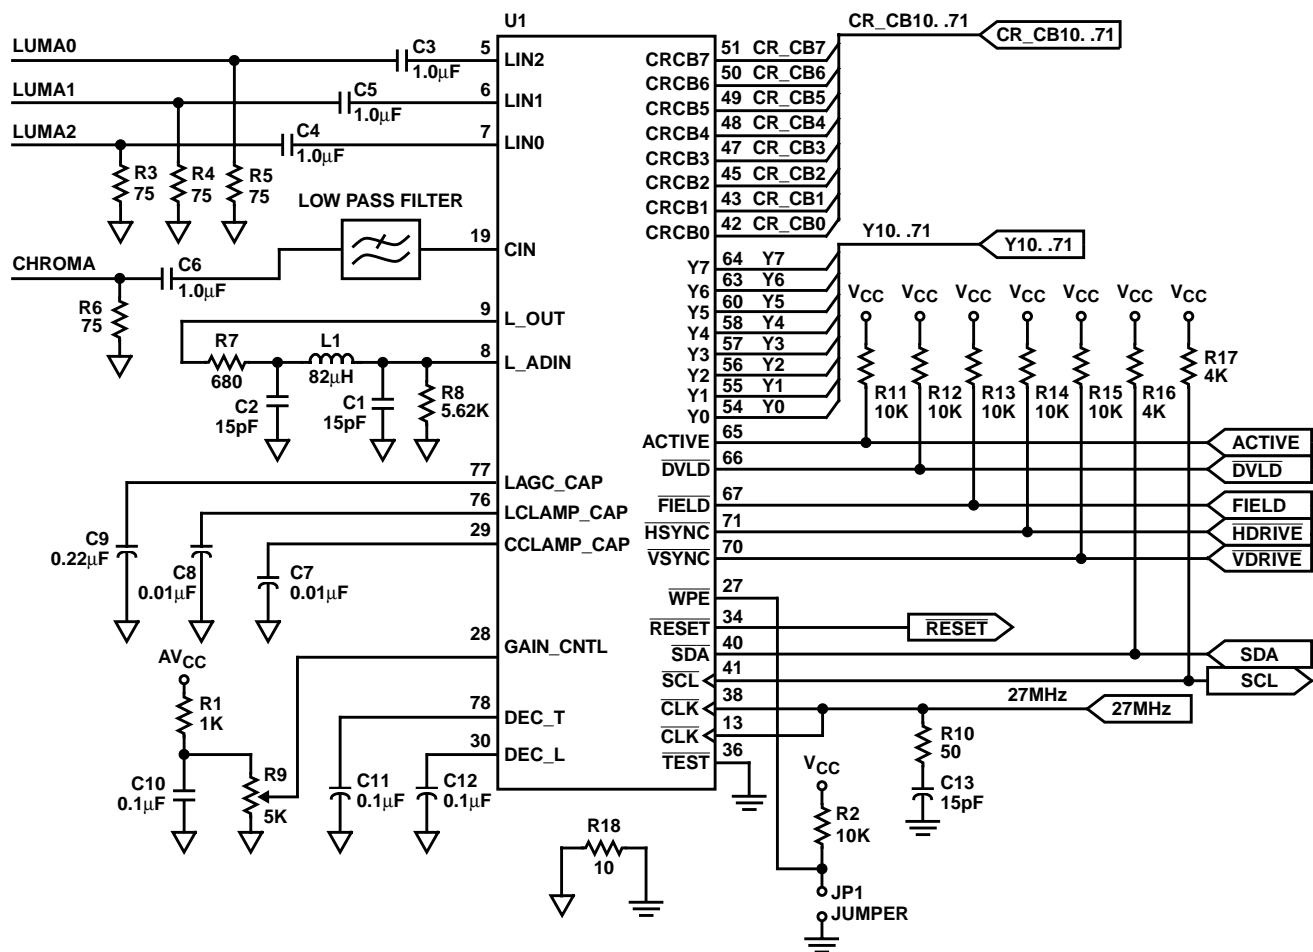 U1
LUMA0
LUMA1
LUMA2
C3
1.0µF
C5
1.0µF
C4
1.0µF
5
LIN2
6
LIN1
7
LIN0
R3
75
R4
75
R5
75
LOW PASS FILTER
19
CIN
CHROMA
C6
1.0µF
R6
75
9
L_OUT
8
L_ADIN
R7
680
L1
82µH
C2
15pF
C1
15pF
R8
5.62K
77
LAGC_CAP
76
LCLAMP_CAP
29
CCLAMP_CAP
C9
0.22µF
C8
0.01µF
C7
0.01µF
28
GAIN_CNTL
AVCC
R1
1K
78
DEC_T
30
DEC_L
C10
0.1µF
R9
5K
C11
0.1µF
C12
0.1µF
R18
10
CR_CB10. .71
CR_CB10. .71
CRCB7 51 CR_CB7
CRCB6 50 CR_CB6
CRCB5 49 CR_CB5
CRCB4 48 CR_CB4
CRCB3 47 CR_CB3
CRCB2 45 CR_CB2
CRCB1 43 CR_CB1
CRCB0 42 CR_CB0
Y10. .71
Y10. .71
Y7 64 Y7
Y6 63 Y6
Y5 60 Y5
Y4 58 Y4
Y3 57 Y3
Y2 56 Y2
Y1 55 Y1
Y0 54 Y0
VCC VCC VCC VCC VCC VCC VCC
R11
10K
R12
10K
R13
10K
R14
10K
R15
10K
R16
4K
R17
4K
ACTIVE 65 ACTIVE
DVLD 66 DVLD
FIELD 67 FIELD
HSYNC 71 HDRIVE
VSYNC 70 VDRIVE
WPE 27
RESET 34 RESET
SDA 40 SDA
SCL 41 SCL
CLK 38 27MHz 27MHz
CLK 13
TEST 36
R10
50
C13
15pF
VCC
R2
10K
JP1
JUMPER